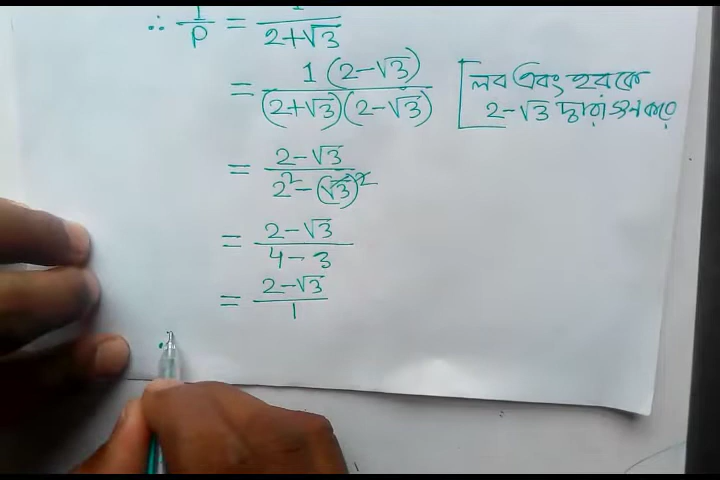 ∴ 1/P = 1/2+√3
= 1(2-√3)/(2+√3)(2-√3) [লব এবং হরকে
2-√3 দ্বারা গুন করে
= 2-√3/2² - (√3)²
= 2-√3/4-3
= 2-√3/1